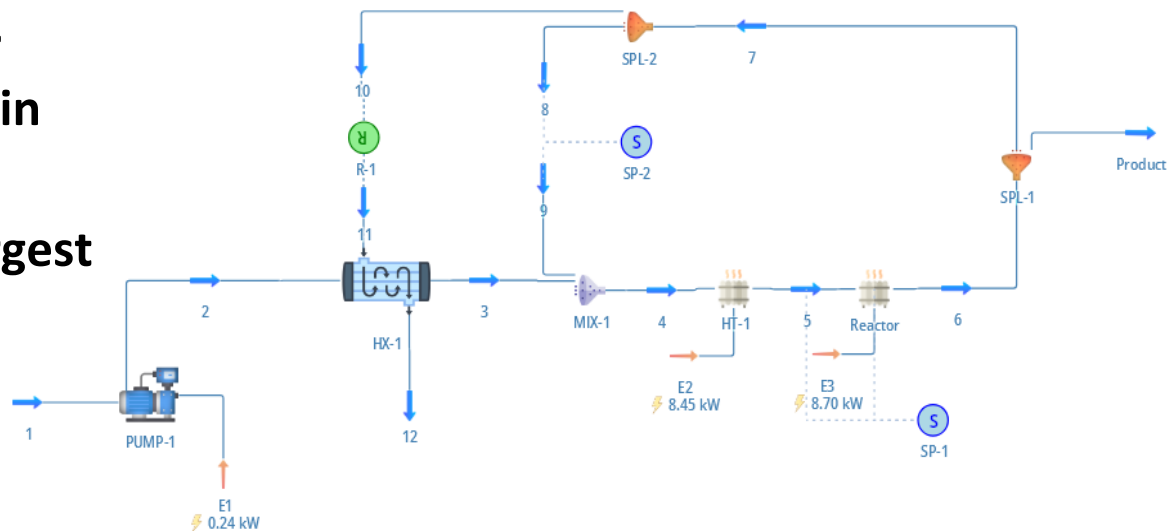 in
SPL-2
7
10
8
R
R-1
S
SP-2
Product
SPL-1
9
11
2
3
MIX-1
4
HT-1
5
Reactor
6
HX-1
E2
8.45 kW
E3
8.70 kW
1
PUMP-1
12
S
SP-1
E1
0.24 kW